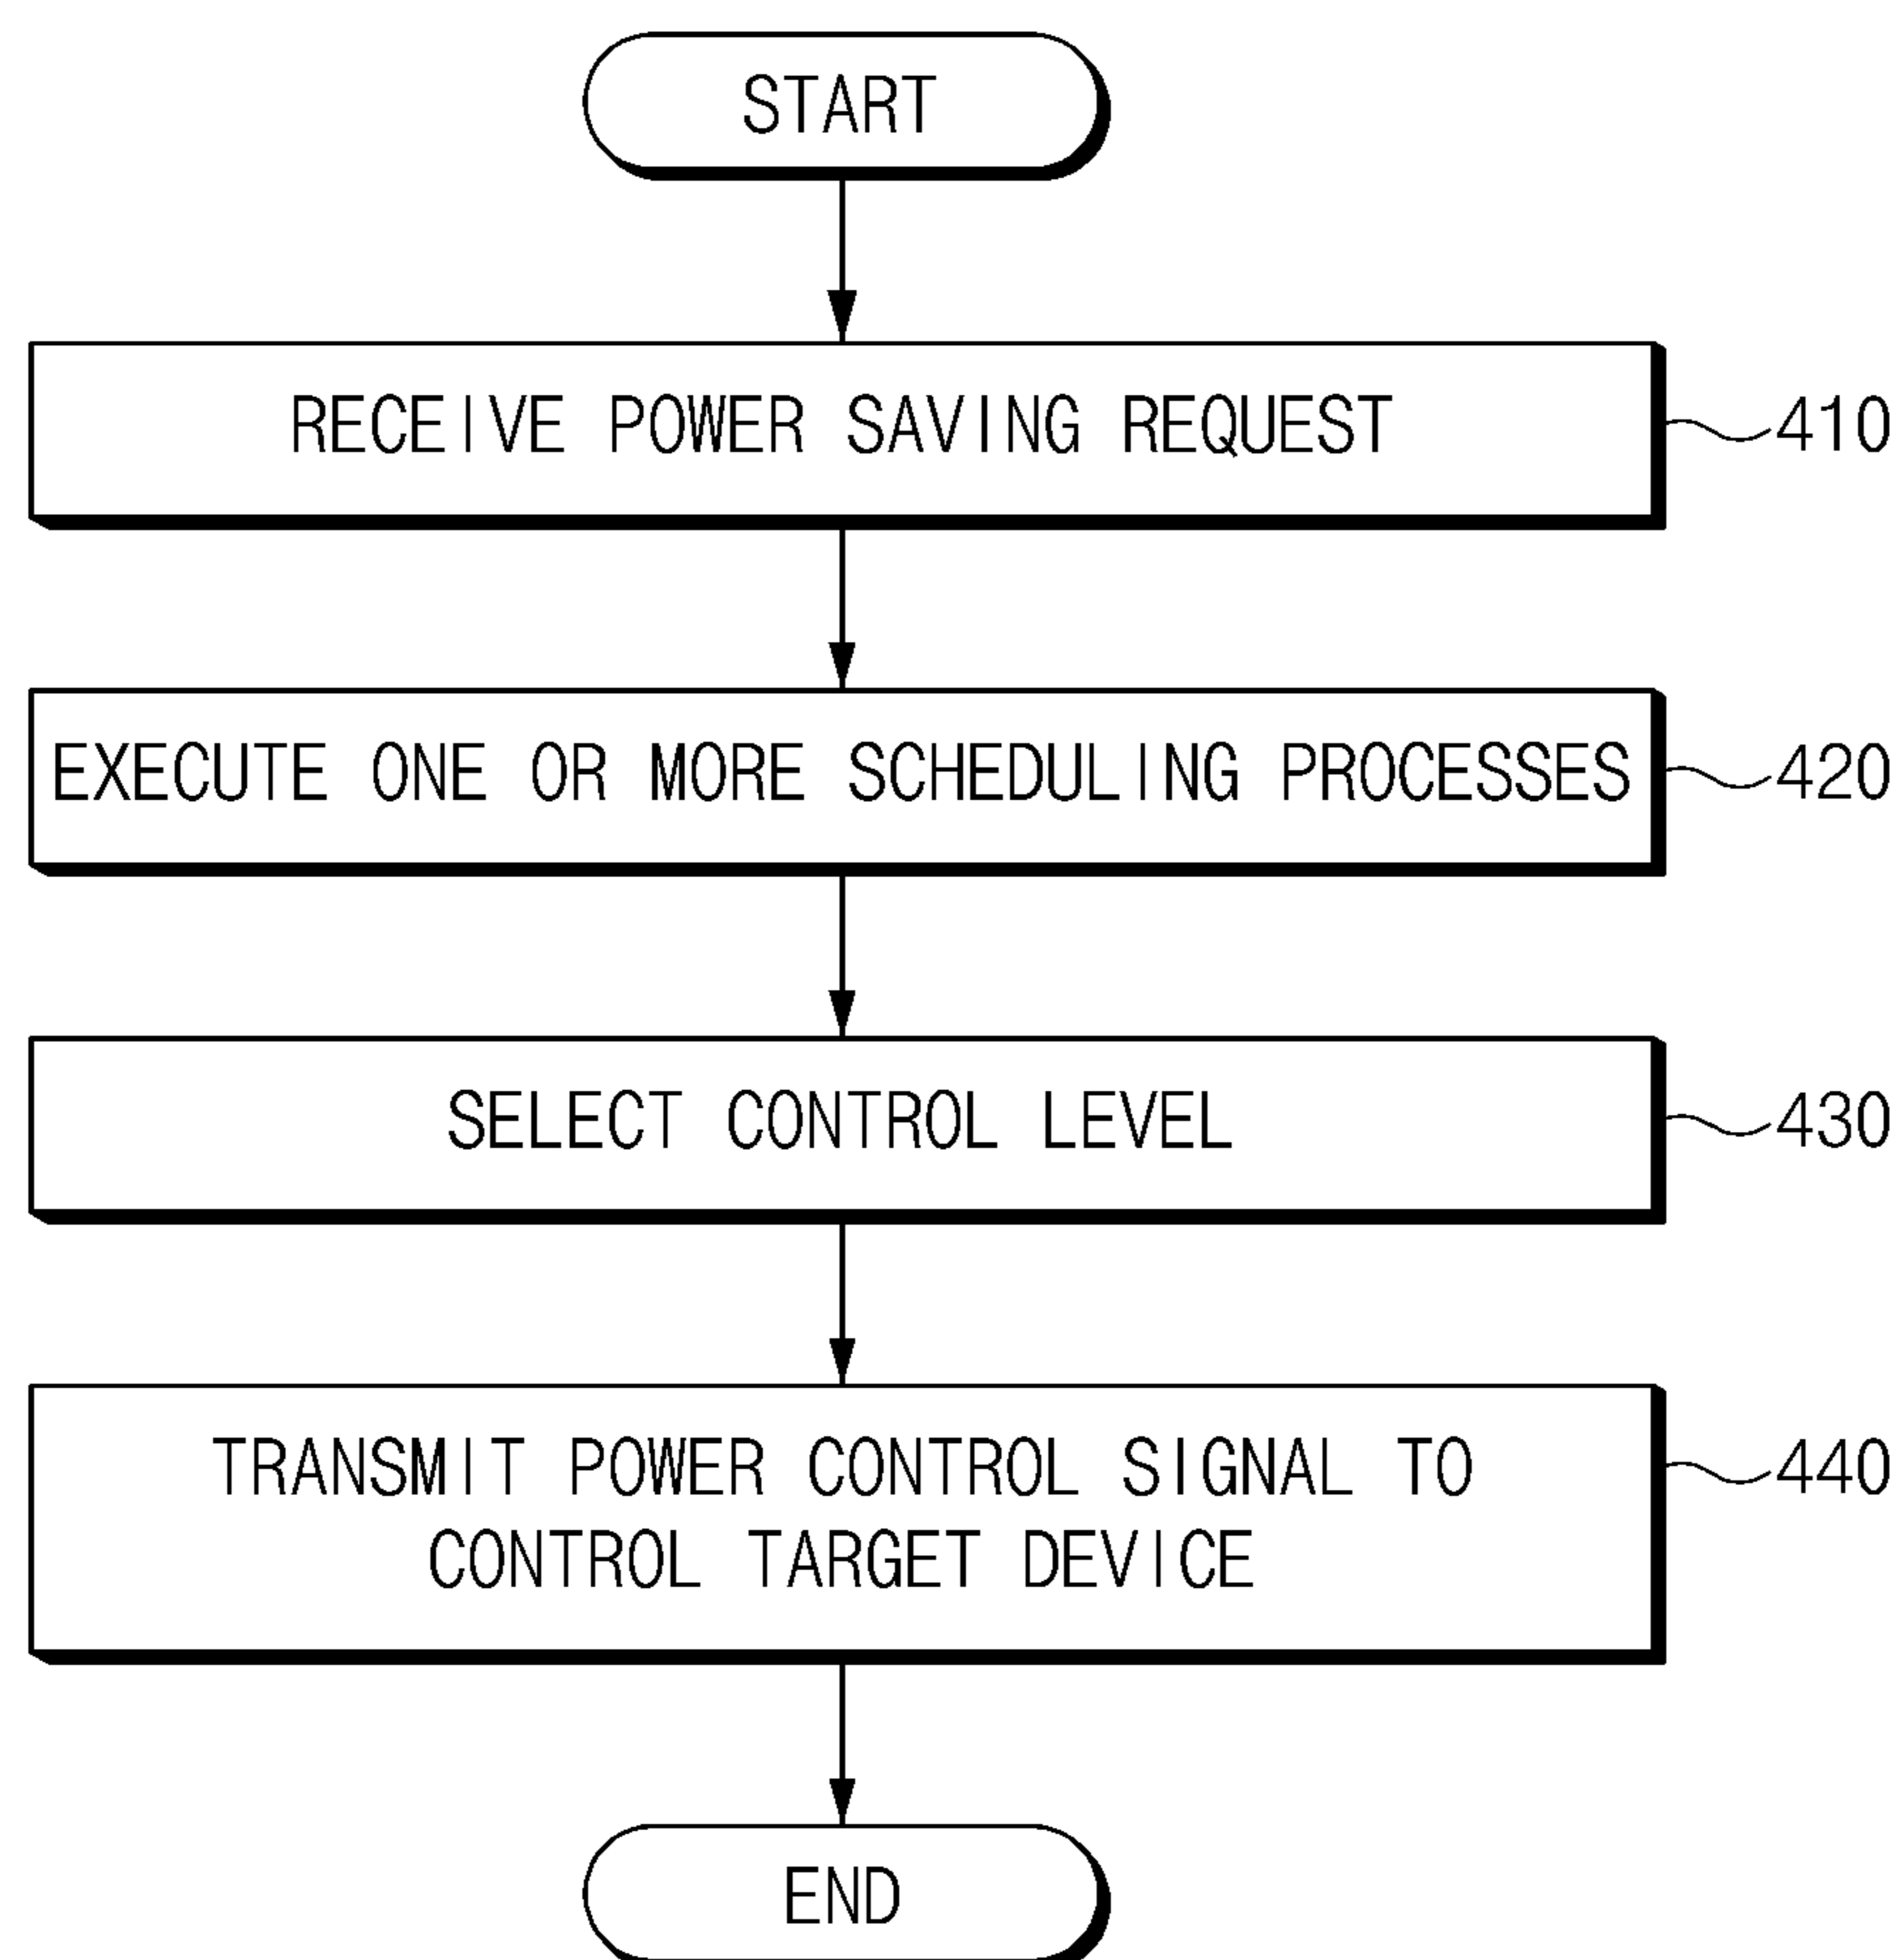 START
RECEIVE POWER SAVING REQUEST
410
EXECUTE ONE OR MORE SCHEDULING PROCESSES
420
SELECT CONTROL LEVEL
430
TRANSMIT POWER CONTROL SIGNAL TO
CONTROL TARGET DEVICE
440
END